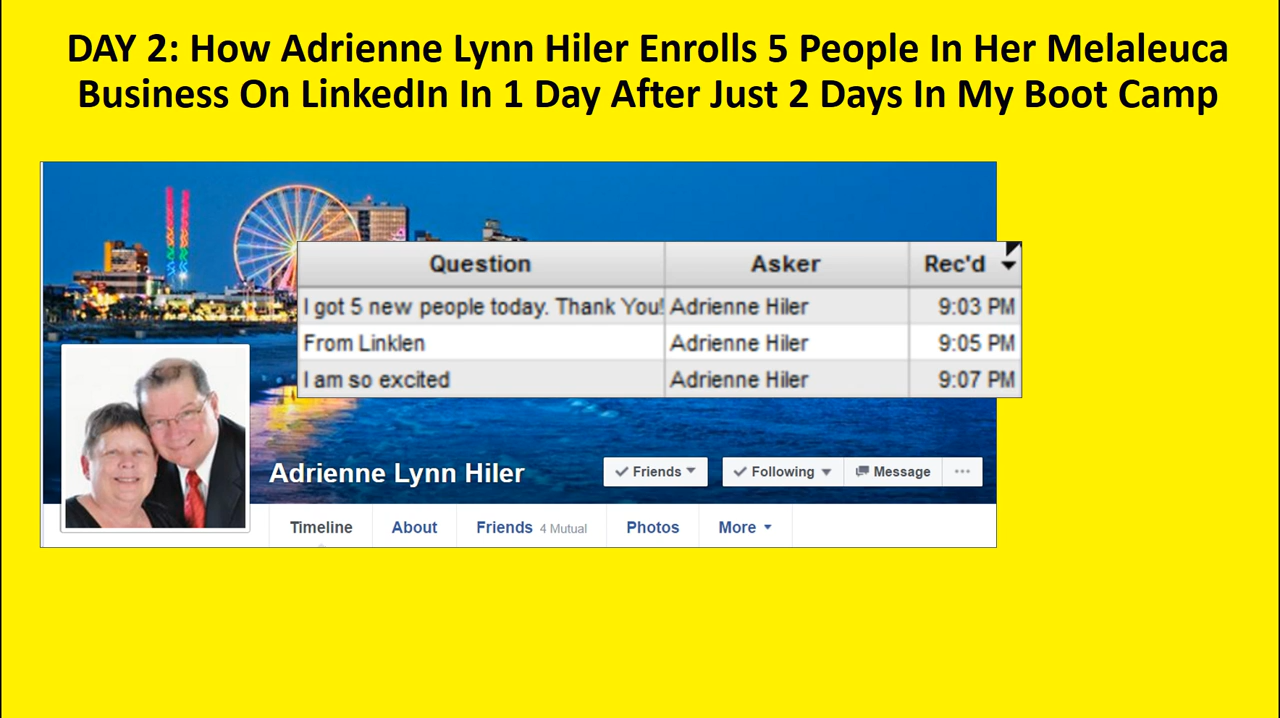 DAY 2: How Adrienne Lynn Hiler Enrolls 5 People In Her Melaleuca
Business On LinkedIn In 1 Day After Just 2 Days In My Boot Camp
Question Asker Rec'd
I got 5 new people today. Thank You! Adrienne Hiler 9:03 PM
From Linklen Adrienne Hiler 9:05 PM
I am so excited Adrienne Hiler 9:07 PM
Adrienne Lynn Hiler Friends Following Message ...
Timeline About Friends 4 Mutual Photos More